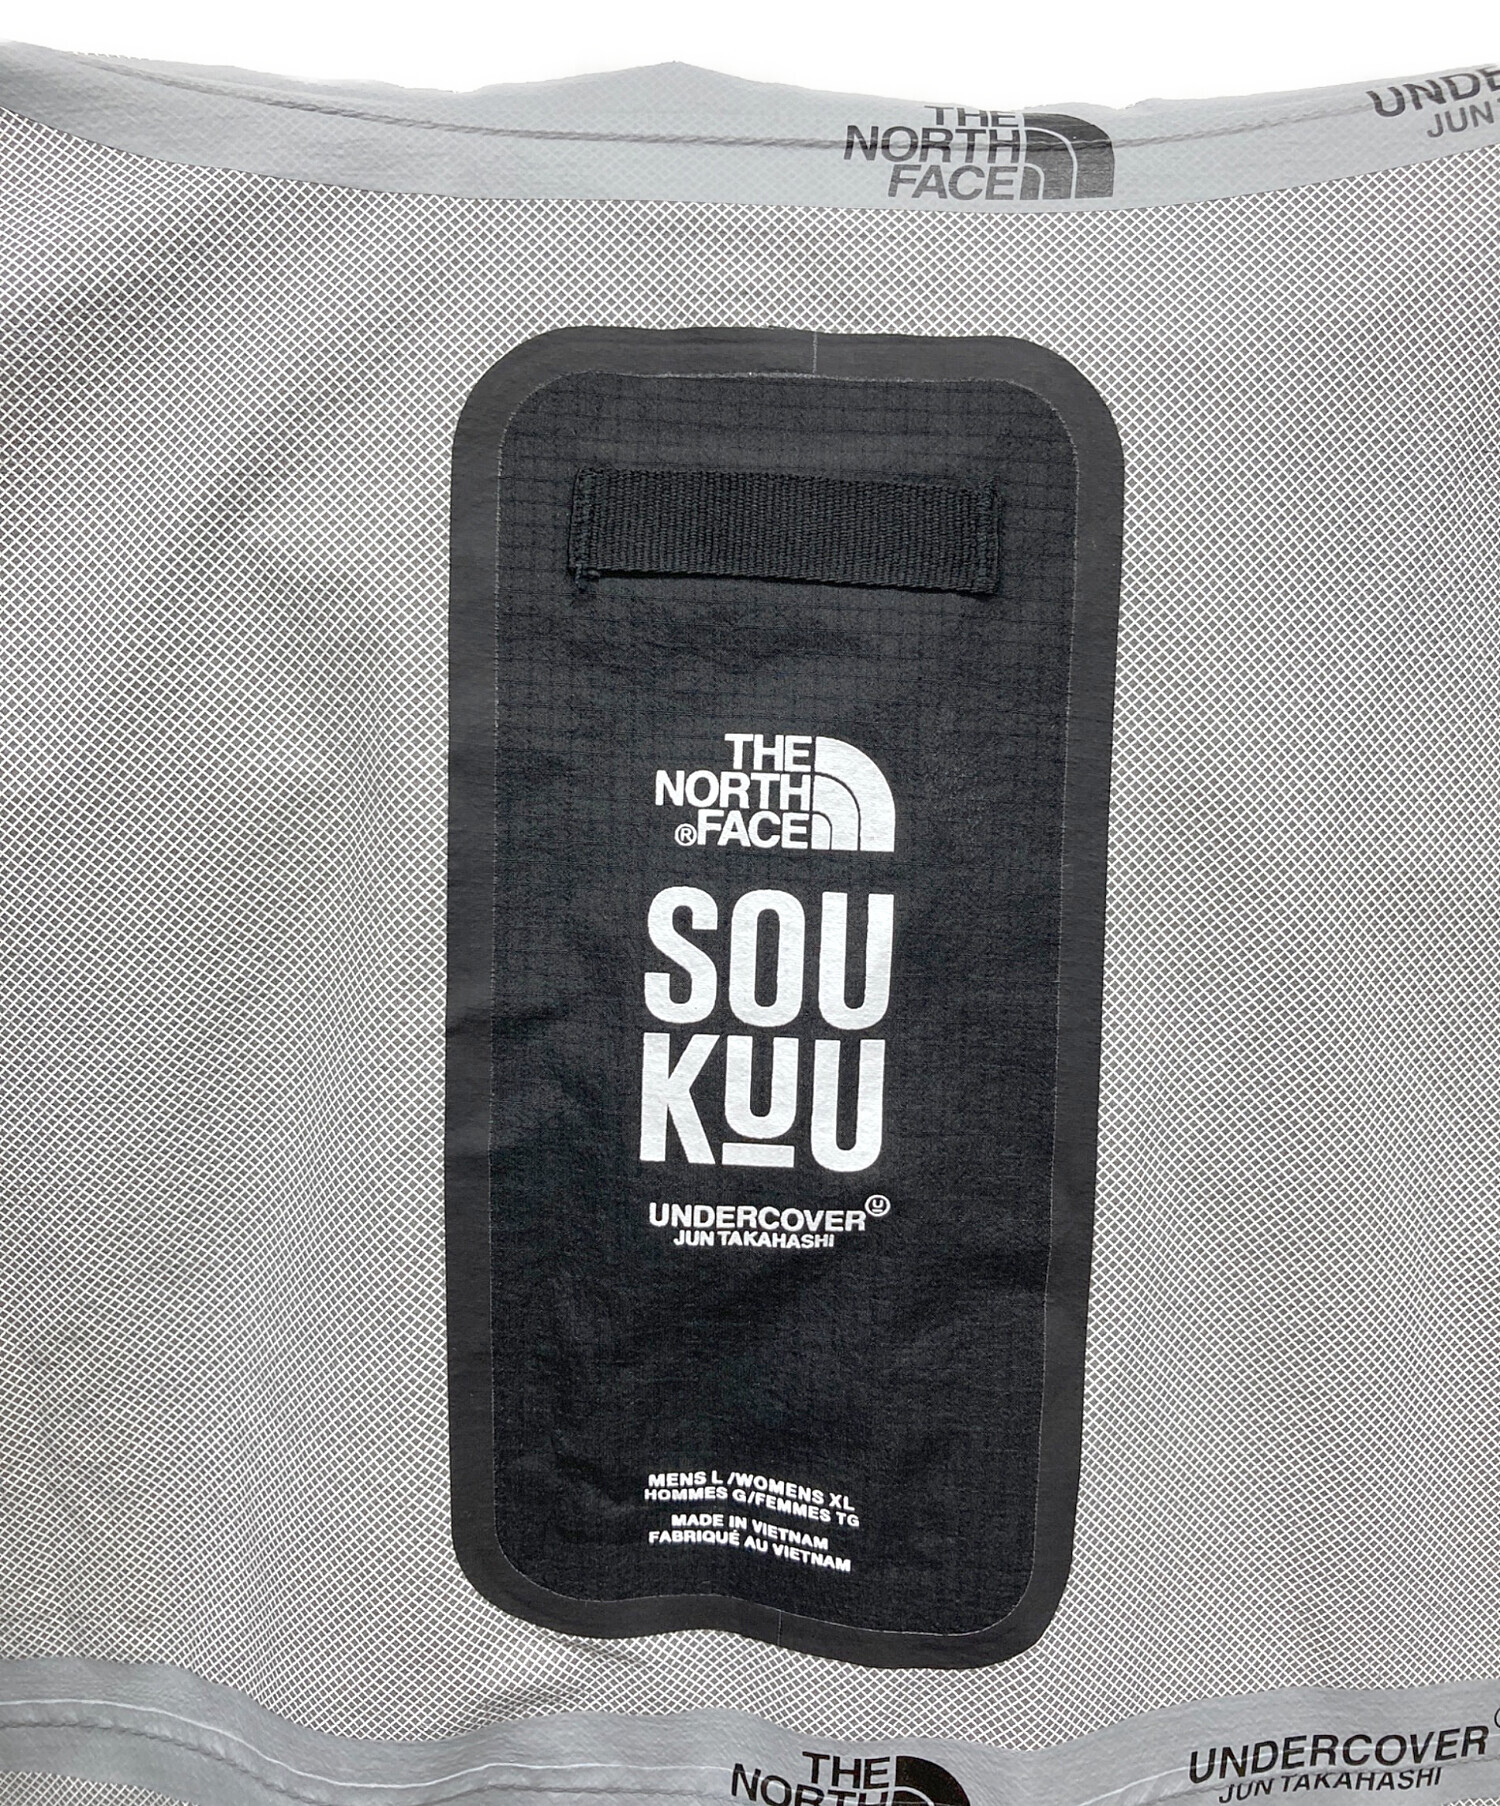 THE
NORTH
FACE
JUN
THE
NORTH
®FACE
SOU
KUU
UNDERCOVER
JUN TAKAHASHI
MENS L /WOMENS XL
HOMMES G/FEMMES TG
MADE IN VIETNAM
FABRIQUÉ AU VIETNAM
THE
NORTH
UNDERCOVER
JUN TAKAHASHI